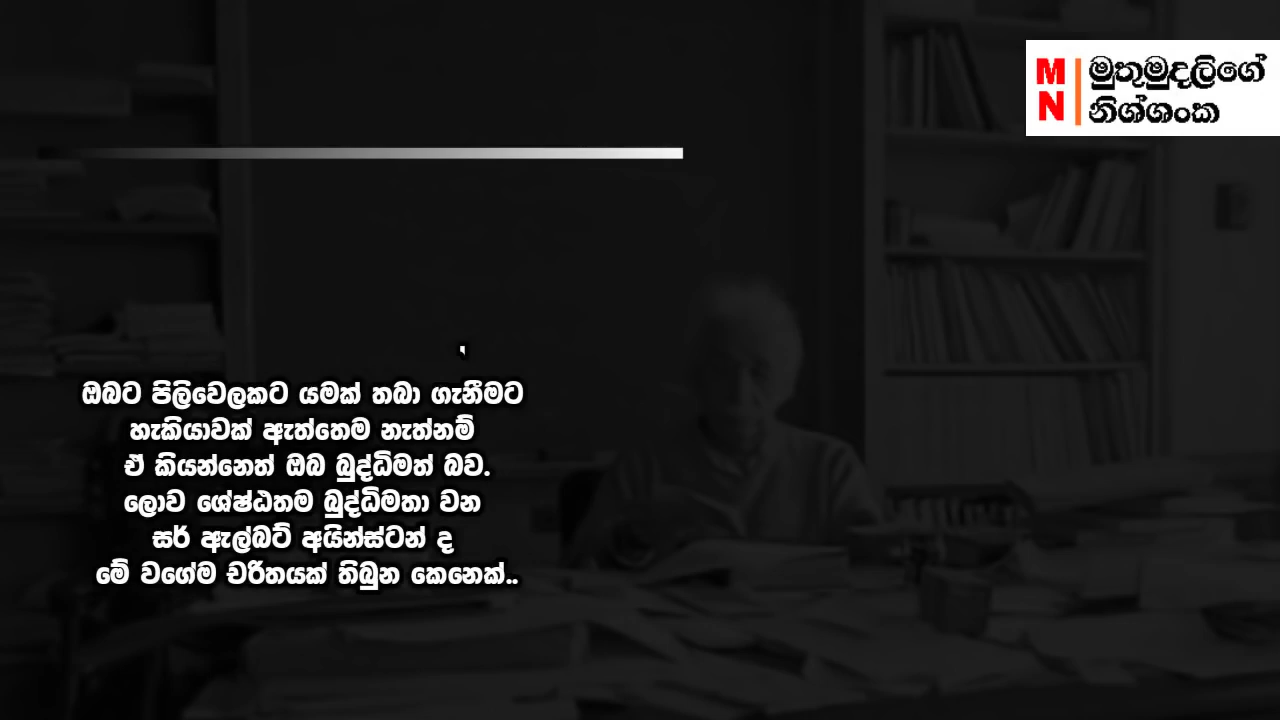 MN
මුතුමුදලිගේ
නිශ්ශංක
ඔබට පිලිවෙලකට යමක් තබා ගැනීමට
හැකියාවක් ඇත්තෙම නැත්නම්
ඒ කියන්නෙත් ඔබ බුද්ධිමත් බව.
ලොව ශේෂ්ඨතම බුද්ධිමතා වන
සර් ඇල්බට් අයින්ස්ටන් ද
මේ වගේම චරිතයක් තිබුන කෙනෙක්..